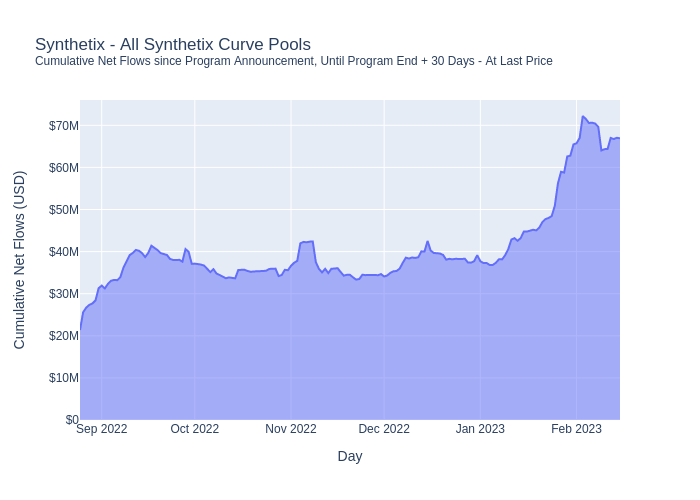 Synthetix - All Synthetix Curve Pools
Cumulative Net Flows since Program Announcement, Until Program End + 30 Days - At Last Price
Cumulative Net Flows (USD)
$70M
$60M
$50M
$40M
$30M
$20M
$10M
$0
Sep 2022
Oct 2022
Nov 2022
Dec 2022
Jan 2023
Feb 2023
Day